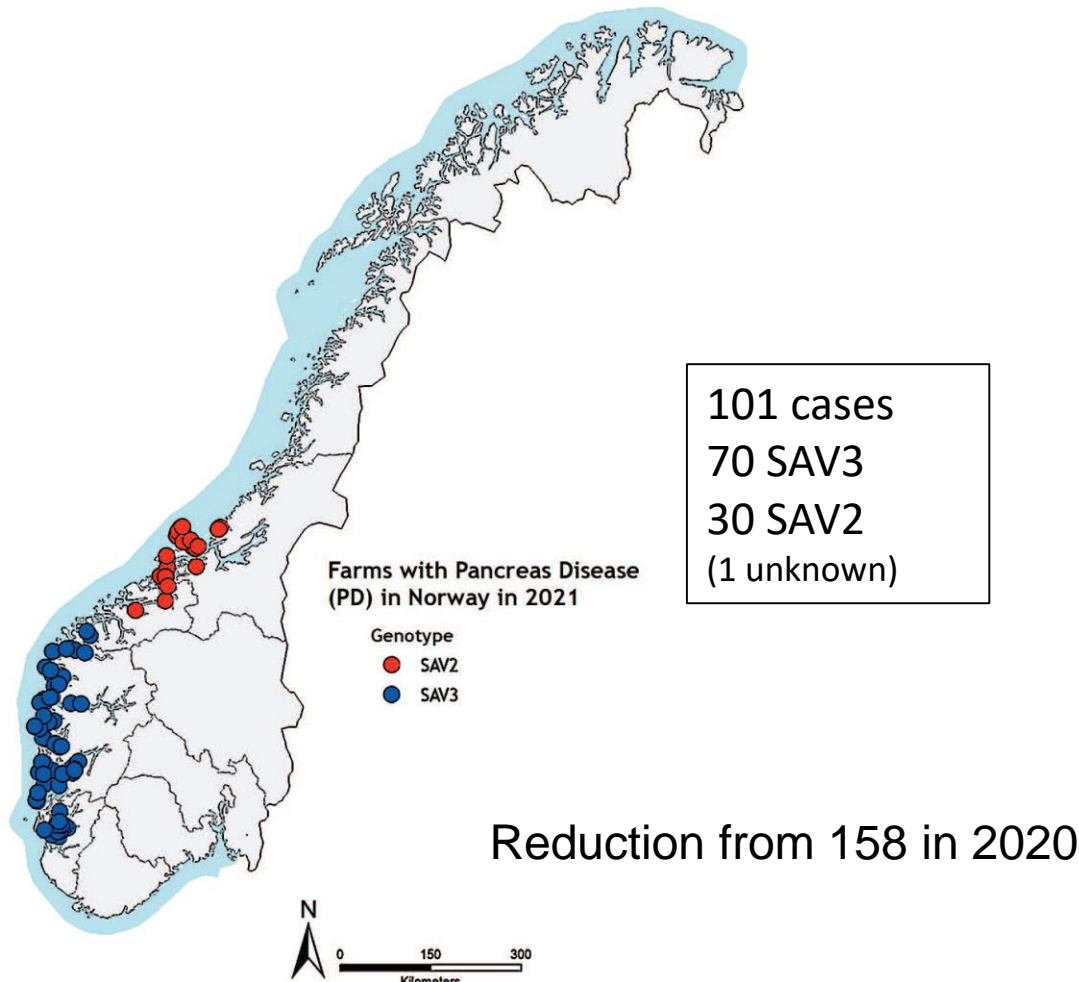 101 cases
70 SAV3
30 SAV2
(1 unknown)
Farms with Pancreas Disease
(PD) in Norway in 2021
Genotype
SAV2
SAV3
Reduction from 158 in 2020
N
0 150 300
Kilometers